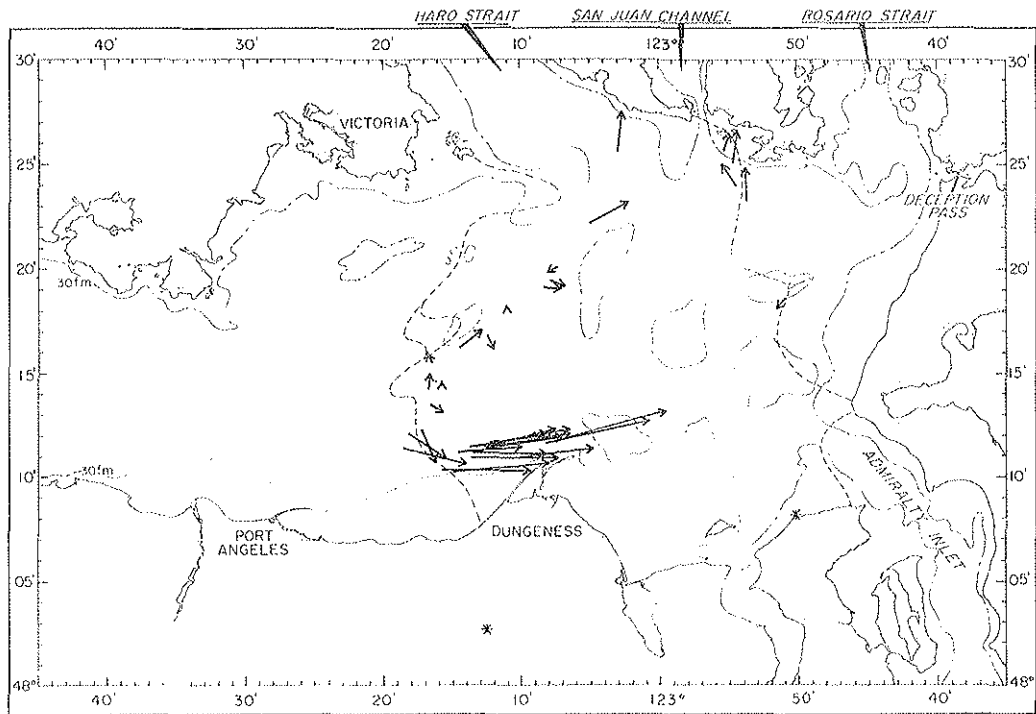 HARO STRAIT SAN JUAN CHANNEL ROSARIO STRAIT
20' 10' 123° 50' 40'
30' 30'
VICTORIA
25' 25'
DECEPTION
PASS
SJC
20' 20'
30fm
15' 15'
30fm
10' 10'
ADMIRALTY
INLET
PORT
ANGELES
DUNGENESS
05' 05'
48° 48°
40' 30' 20' 10' 123° 50' 40'